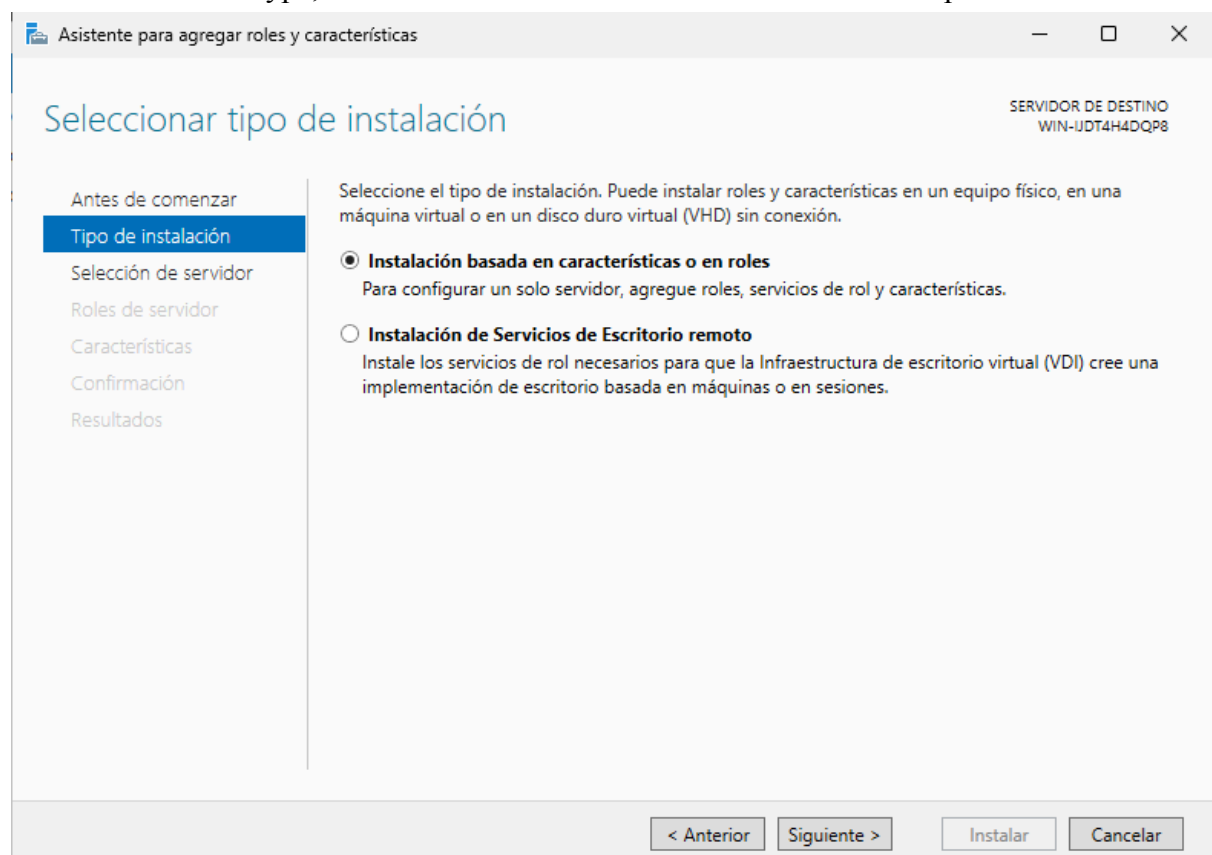 Asistente para agregar roles y características
Seleccionar tipo de instalación
SERVIDOR DE DESTINO
WIN-IJDT4H4DQP8
Antes de comenzar
Tipo de instalación
Selección de servidor
Roles de servidor
Características
Confirmación
Resultados
Seleccione el tipo de instalación. Puede instalar roles y características en un equipo físico, en una
máquina virtual o en un disco duro virtual (VHD) sin conexión.
Instalación basada en características o en roles
Para configurar un solo servidor, agregue roles, servicios de rol y características.
Instalación de Servicios de Escritorio remoto
Instale los servicios de rol necesarios para que la Infraestructura de escritorio virtual (VDI) cree una
implementación de escritorio basada en máquinas o en sesiones.
< Anterior
Siguiente >
Instalar
Cancelar